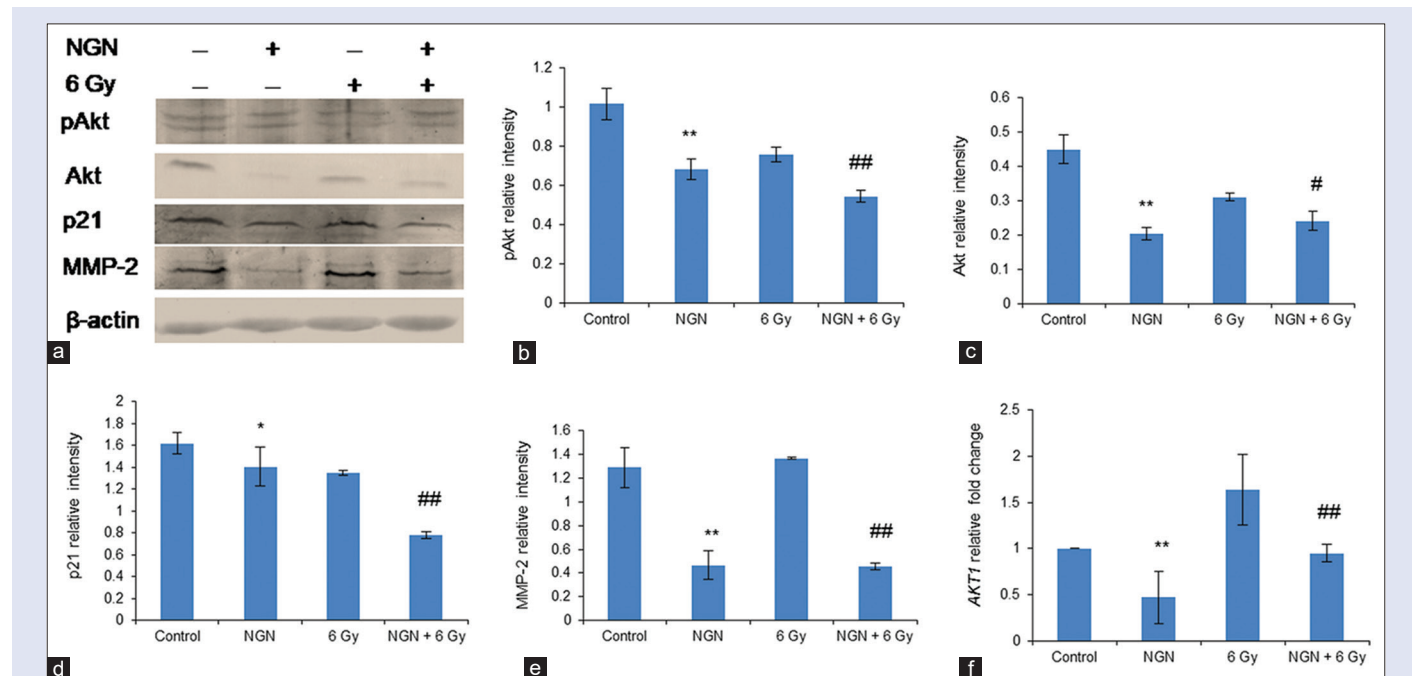 NGN – + – +
6 Gy – – + +
pAkt
Akt
p21
MMP-2
β-actin
a
pAkt relative intensity
1.2
1
0.8
0.6
0.4
0.2
0
**
##
Control NGN 6 Gy NGN + 6 Gy
b
Akt relative intensity
0.6
0.5
0.4
0.3
0.2
0.1
0
**
#
Control NGN 6 Gy NGN + 6 Gy
c
p21 relative intensity
2
1.8
1.6
1.4
1.2
1
0.8
0.6
0.4
0.2
0
*
##
Control NGN 6 Gy NGN + 6 Gy
d
MMP-2 relative intensity
1.6
1.4
1.2
1
0.8
0.6
0.4
0.2
0
**
##
Control NGN 6 Gy NGN + 6 Gy
e
AKT1 relative fold change
2.5
2
1.5
1
0.5
0
**
##
Control NGN 6 Gy NGN + 6 Gy
f